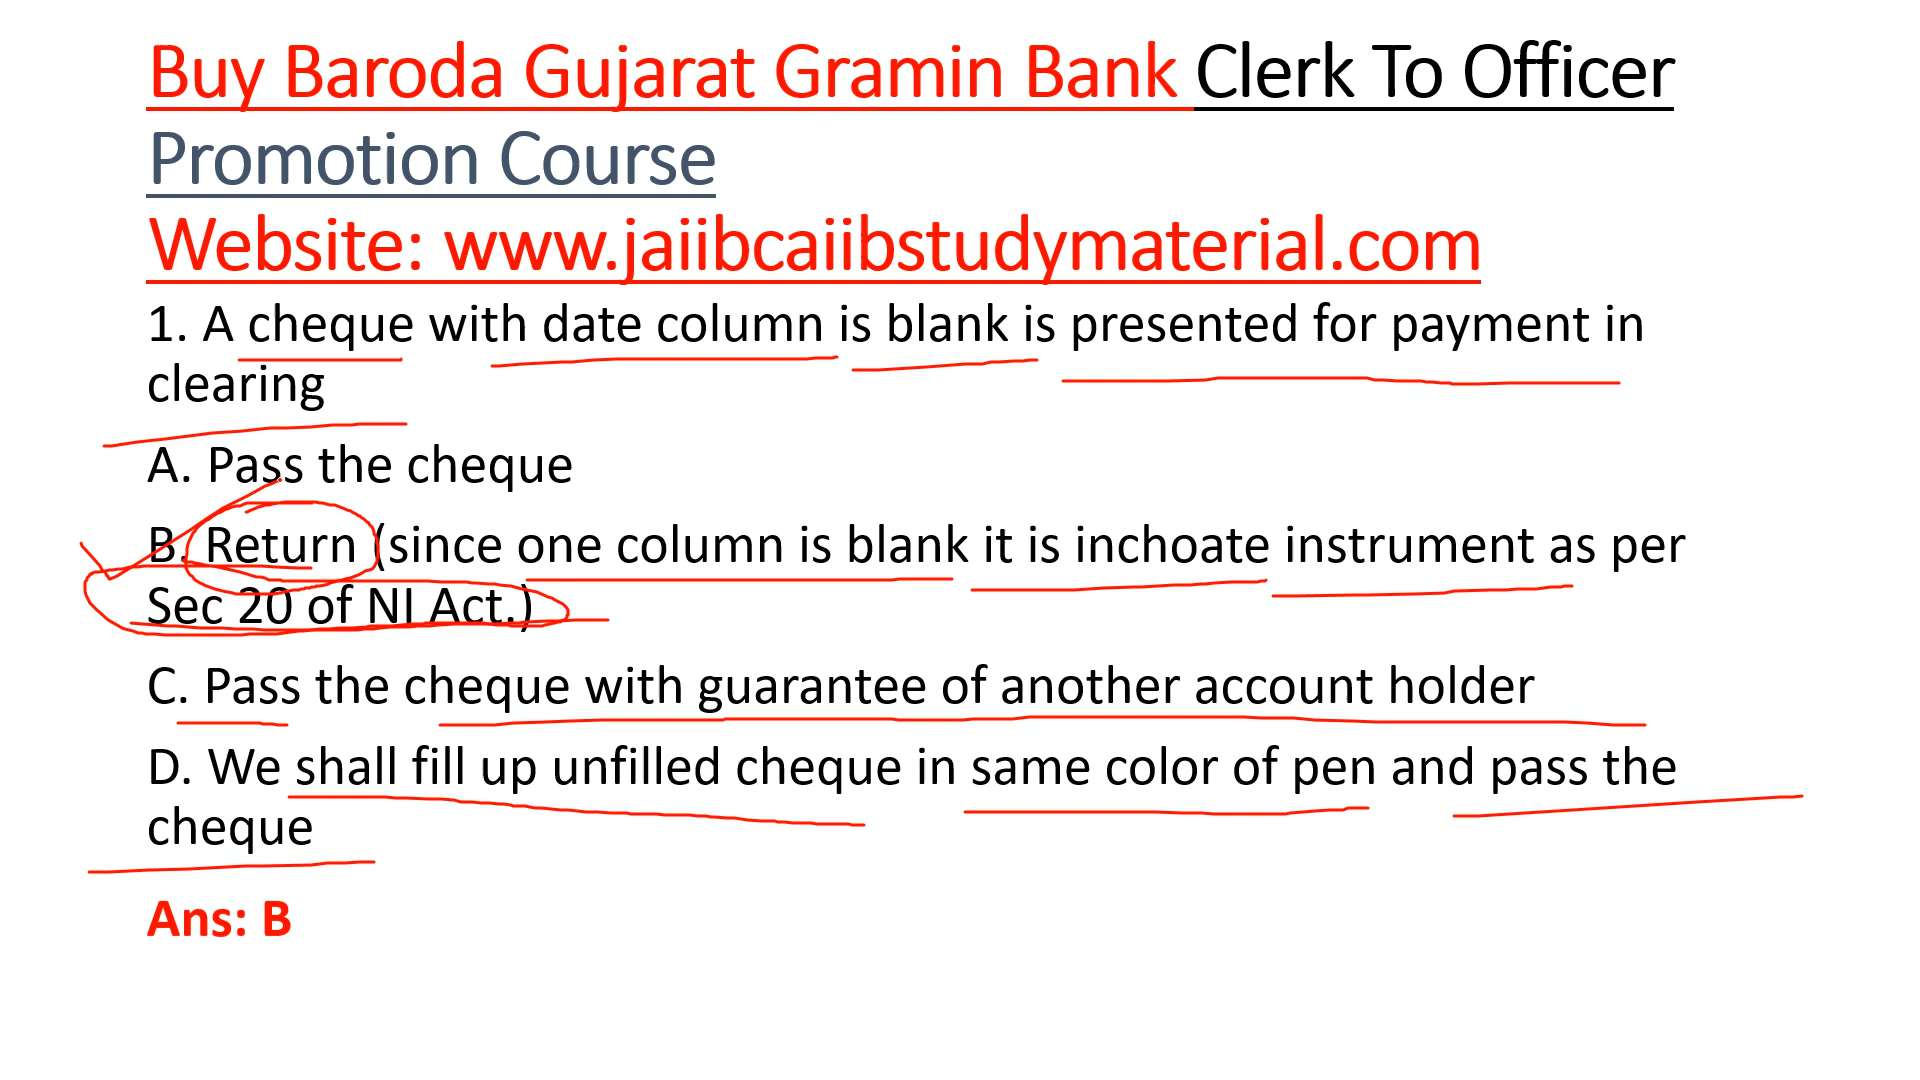 Buy Baroda Gujarat Gramin Bank Clerk To Officer
Promotion Course
Website: www.jaiibcaiibstudymaterial.com
1. A cheque with date column is blank is presented for payment in
clearing
A. Pass the cheque
B. Return (since one column is blank it is inchoate instrument as per
Sec 20 of NI Act.)
C. Pass the cheque with guarantee of another account holder
D. We shall fill up unfilled cheque in same color of pen and pass the
cheque
Ans: B